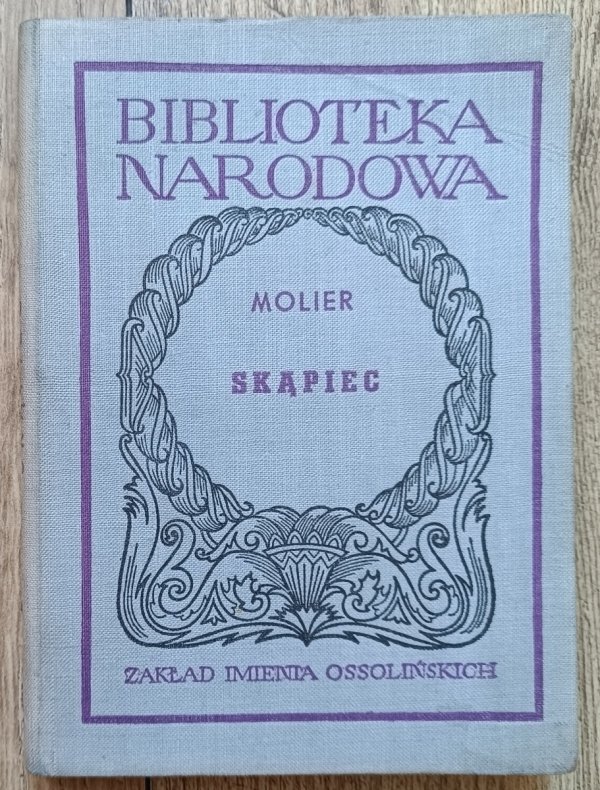 BIBLIOTEKA
NARODOWA
MOLIER
SKĄPIEC
ZAKŁAD IMIENIA OSSOLIŃSKICH